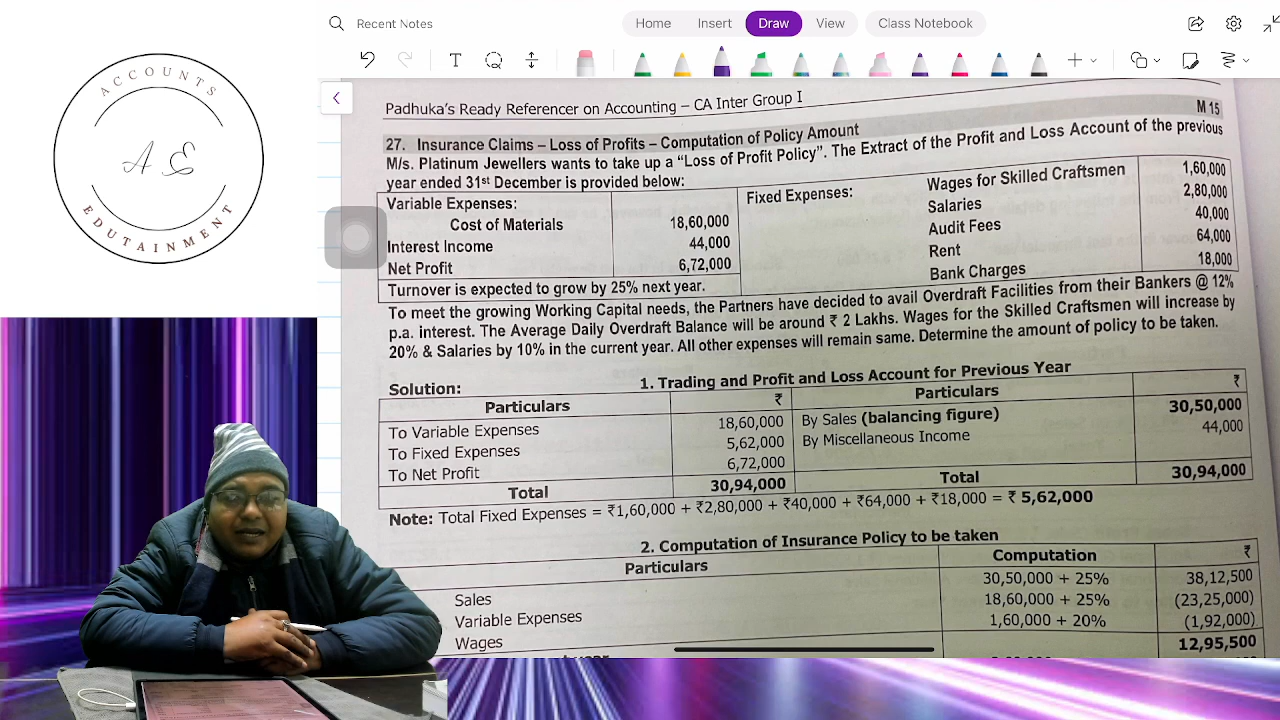 ACCOUNTS
A E
EDUTAINMENT
Recent Notes
Home Insert Draw View Class Notebook
Padhuka's Ready Referencer on Accounting – CA Inter Group I
M 15
27. Insurance Claims – Loss of Profits – Computation of Policy Amount
M/s. Platinum Jewellers wants to take up a "Loss of Profit Policy". The Extract of the Profit and Loss Account of the previous
year ended 31st December is provided below:
Variable Expenses: Fixed Expenses: Wages for Skilled Craftsmen 1,60,000
Cost of Materials 18,60,000 Salaries 2,80,000
Interest Income 44,000 Audit Fees 40,000
Net Profit 6,72,000 Rent 64,000
Bank Charges 18,000
Turnover is expected to grow by 25% next year.
To meet the growing Working Capital needs, the Partners have decided to avail Overdraft Facilities from their Bankers @ 12%
p.a. interest. The Average Daily Overdraft Balance will be around ₹ 2 Lakhs. Wages for the Skilled Craftsmen will increase by
20% & Salaries by 10% in the current year. All other expenses will remain same. Determine the amount of policy to be taken.
Solution: 1. Trading and Profit and Loss Account for Previous Year
Particulars ₹ Particulars ₹
To Variable Expenses 18,60,000 By Sales (balancing figure) 30,50,000
To Fixed Expenses 5,62,000 By Miscellaneous Income 44,000
To Net Profit 6,72,000
Total 30,94,000 Total 30,94,000
Note: Total Fixed Expenses = ₹1,60,000 + ₹2,80,000 + ₹40,000 + ₹64,000 + ₹18,000 = ₹ 5,62,000
2. Computation of Insurance Policy to be taken
Particulars Computation ₹
Sales 30,50,000 + 25% 38,12,500
Variable Expenses 18,60,000 + 25% (23,25,000)
Wages 1,60,000 + 20% (1,92,000)
12,95,500